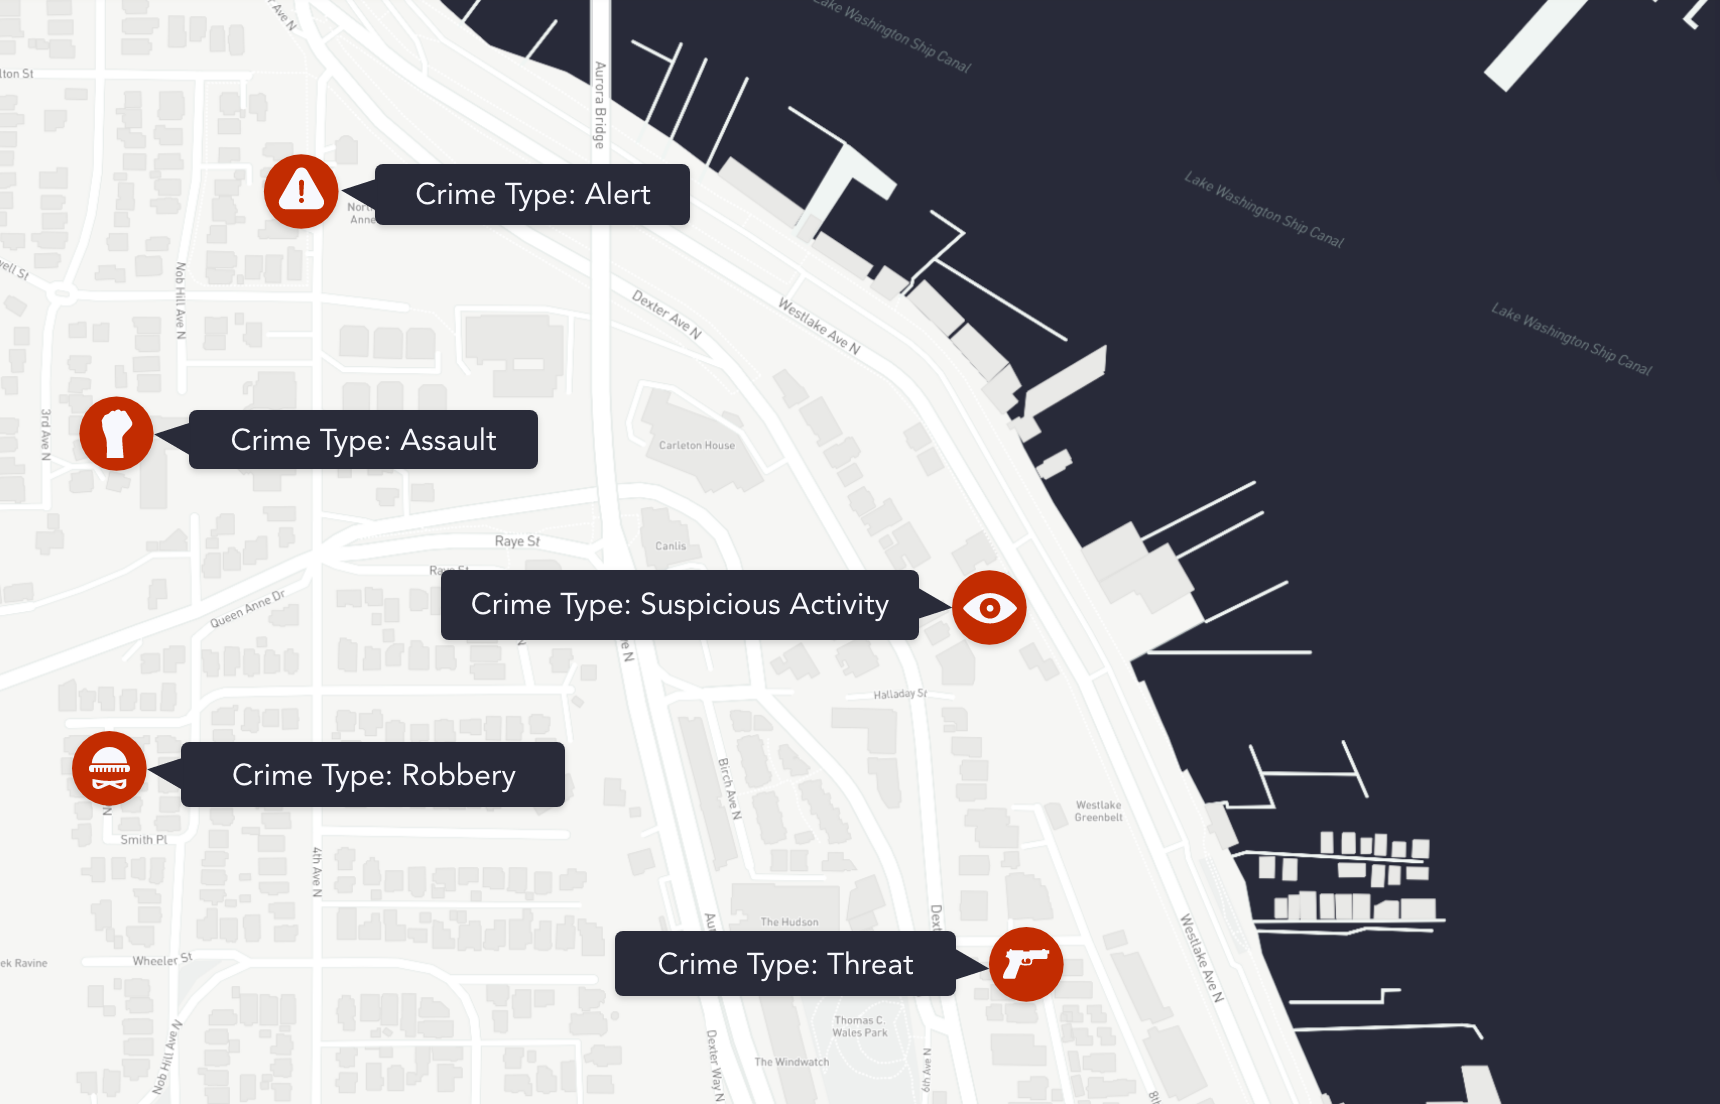 Lake Washington Ship Canal
Aurora Bridge
Crime Type: Alert
Lake Washington Ship Canal
Nob Hill Ave N
Dexter Ave N
Westlake Ave N
Lake Washington Ship Canal
3rd Ave N
Crime Type: Assault
Carleton House
Raye St
Canlis
Queen Anne Dr
Crime Type: Suspicious Activity
Halladay St
Crime Type: Robbery
Birch Ave N
Westlake
Greenbelt
Smith Pl
4th Ave N
The Hudson
Westlake Ave N
Wheeler St
Crime Type: Threat
Thomas C.
Wales Park
Nob Hill Ave N
Dexter Way N
The Windwatch
6th Ave N